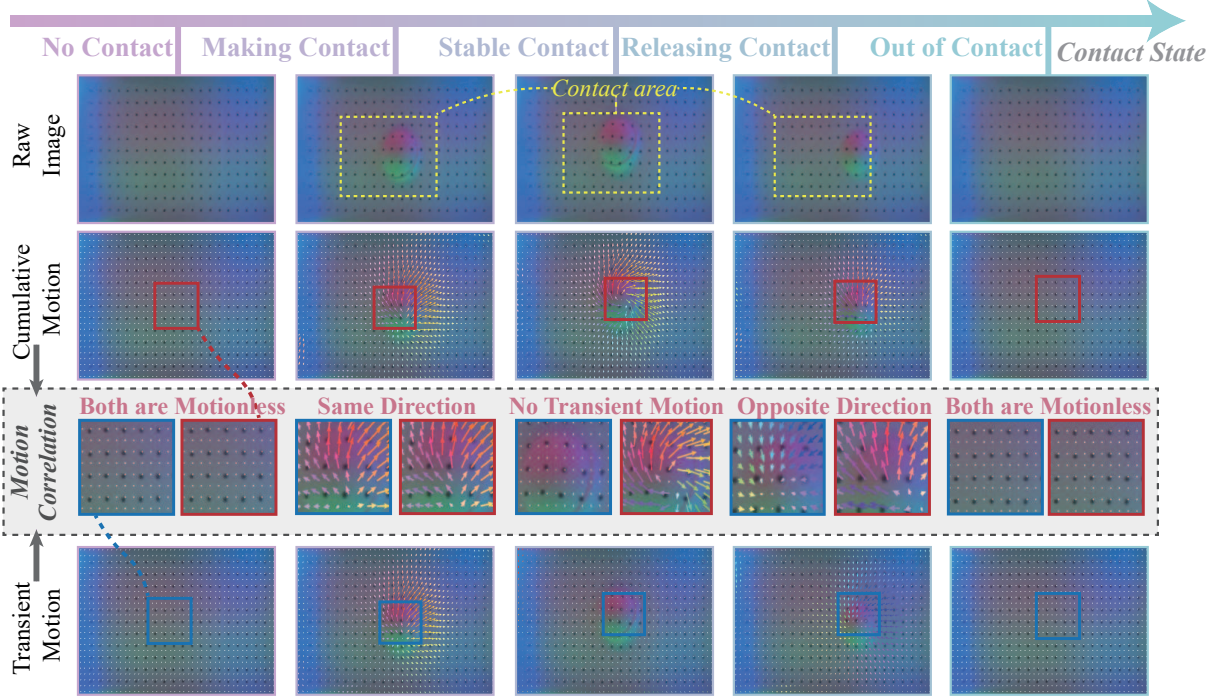 No Contact
Making Contact
Stable Contact
Releasing Contact
Out of Contact
Contact State
Raw
Image
Contact area
Cumulative
Motion
Motion
Correlation
Both are Motionless
Same Direction
No Transient Motion
Opposite Direction
Both are Motionless
Transient
Motion